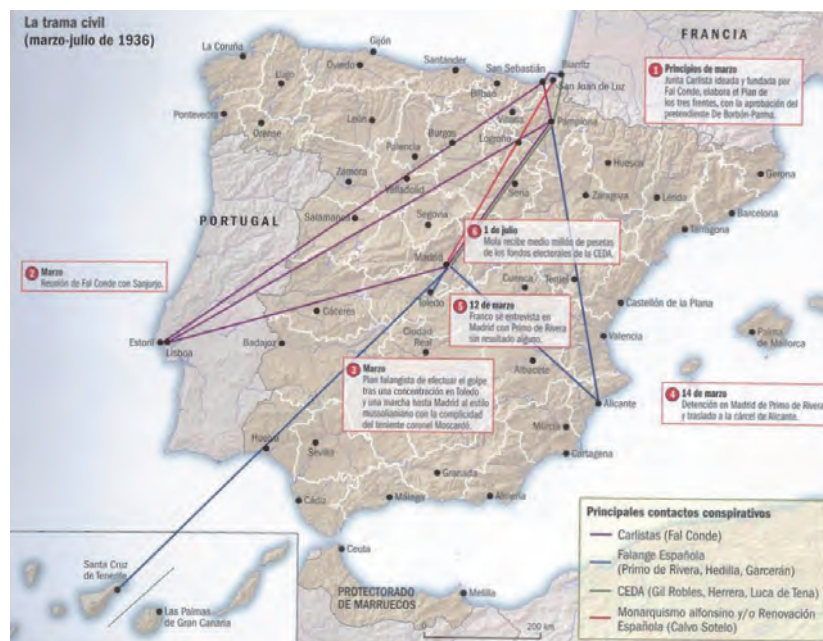 La trama civil
(marzo-julio de 1936)
FRANCIA
1 Principios de marzo
Junta Carlista ideada y fundada por
Fal Conde, elabora el Plan de
los tres frentes, con la aprobación del
pretendiente De Borbón-Parma.
La Coruña
Gijón
Oviedo
Santander
San Sebastián
Biarritz
San Juan de Luz
Bilbao
Lugo
Pontevedra
Orense
León
Vitoria
Pamplona
Burgos
Logroño
Palencia
Huesca
Gerona
Zamora
Valladolid
Soria
Zaragoza
Lérida
Barcelona
Tarragona
PORTUGAL
Salamanca
Segovia
6 1 de julio
Mola recibe medio millón de pesetas
de los fondos electorales de la CEDA.
2 Marzo
Reunión de Fal Conde con Sanjurjo.
Madrid
Cuenca
Teruel
Toledo
5 12 de marzo
Franco se entrevista en
Madrid con Primo de Rivera
sin resultado alguno.
Castellón de la Plana
Cáceres
Estoril
Lisboa
Badajoz
Ciudad
Real
Valencia
Palma
de Mallorca
Albacete
3 Marzo
Plan falangista de efectuar el golpe
tras una concentración en Toledo
y una marcha hasta Madrid al estilo
mussoliniano con la complicidad
del teniente coronel Moscardó.
4 14 de marzo
Detención en Madrid de Primo de Rivera
y traslado a la cárcel de Alicante.
Alicante
Murcia
Cartagena
Huelva
Sevilla
Granada
Cádiz
Málaga
Almería
Ceuta
Melilla
PROTECTORADO
DE MARRUECOS
Santa Cruz
de Tenerife
Las Palmas
de Gran Canaria
0 200 km
Principales contactos conspirativos
Carlistas (Fal Conde)
Falange Española
(Primo de Rivera, Hedilla, Garcerán)
CEDA (Gil Robles, Herrera, Luca de Tena)
Monarquismo alfonsino y/o Renovación
Española (Calvo Sotelo)